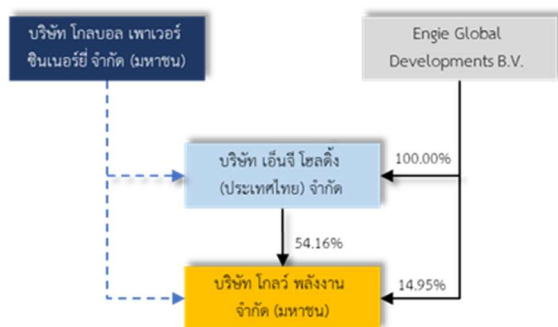 บริษัท โกลบอล เพาเวอร์
ซินเนอร์ยี่ จำกัด (มหาชน)
Engie Global
Developments B.V.
บริษัท เอ็นจี โฮลดิ้ง
(ประเทศไทย) จำกัด
100.00%
54.16%
บริษัท โกลว์ พลังงาน
จำกัด (มหาชน)
14.95%